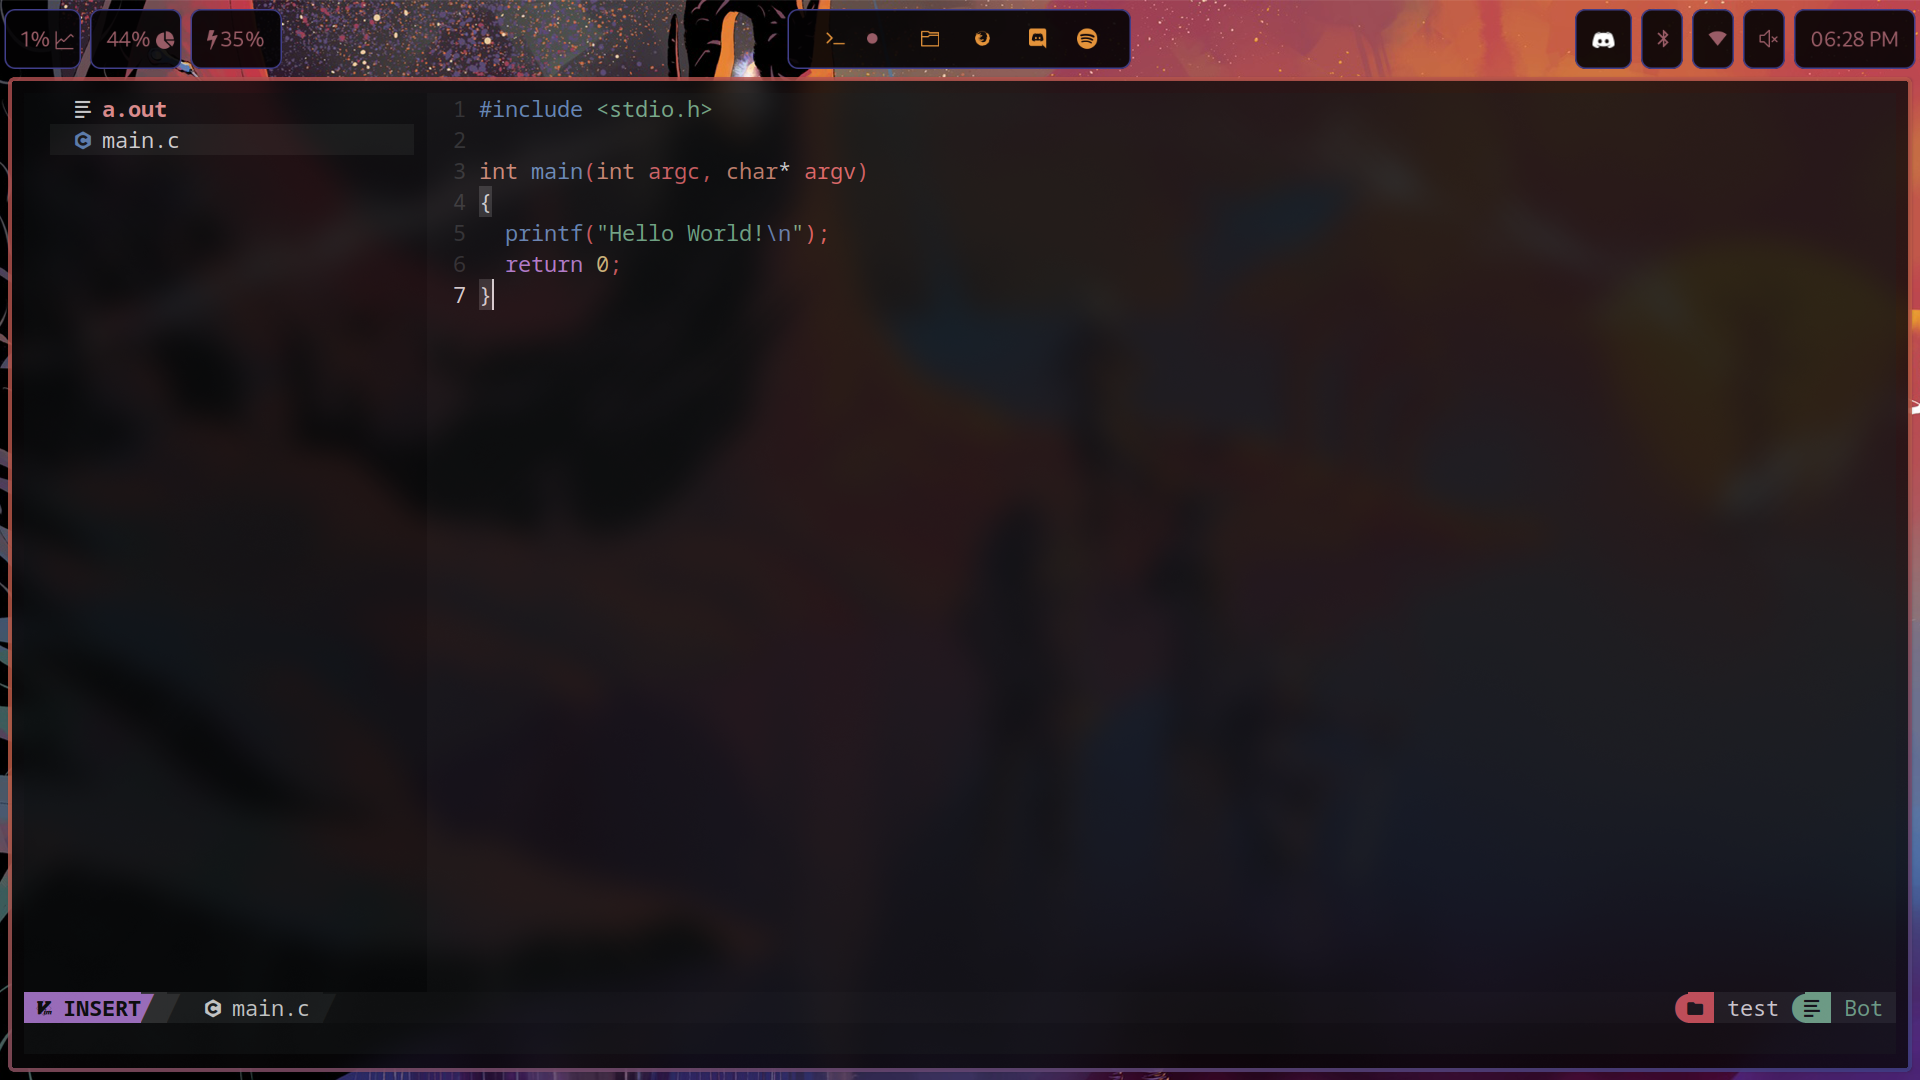 1%
44%
35%
06:28 PM
a.out
main.c
1 #include <stdio.h>
2
3 int main(int argc, char* argv)
4 {
5   printf("Hello World!\n");
6   return 0;
7 }
INSERT main.c test Bot